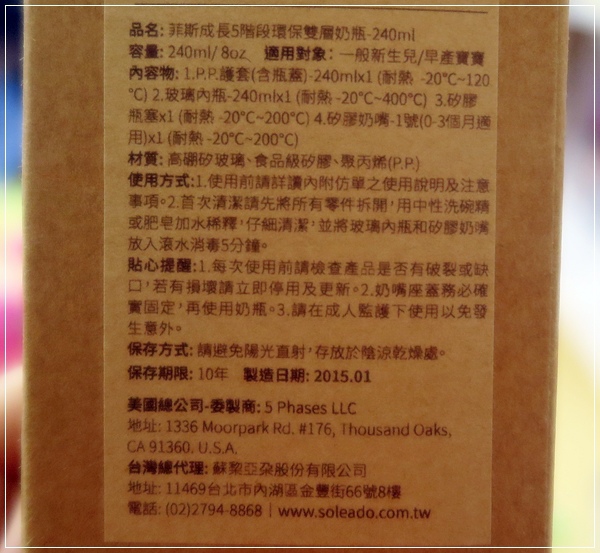 品名: 菲斯成長5階段環保雙層奶瓶-240ml
容量: 240ml/ 8oz 適用對象: 一般新生兒/早產寶寶
內容物: 1.P.P.護套(含瓶蓋)-240mlx1 (耐熱 -20°C~120
°C) 2.玻璃內瓶-240mlx1 (耐熱 -20°C~400°C) 3.矽膠
瓶塞x1 (耐熱 -20°C~200°C) 4.矽膠奶嘴-1號(0-3個月適
用)x1 (耐熱 -20°C~200°C)
材質: 高硼矽玻璃、食品級矽膠、聚丙烯(P.P.)
使用方式:1.使用前請詳讀內附仿單之使用說明及注意
事項。2.首次清潔請先將所有零件拆開,用中性洗碗精
或肥皂加水稀釋,仔細清潔,並將玻璃內瓶和矽膠奶嘴
放入滾水消毒5分鐘。
貼心提醒:1.每次使用前請檢查產品是否有破裂或缺
口,若有損壞請立即停用及更新。2.奶嘴座蓋務必確
實固定,再使用奶瓶。3.請在成人監護下使用以免發
生意外。
保存方式: 請避免陽光直射,存放於陰涼乾燥處。
保存期限: 10年 製造日期: 2015.01
美國總公司-委製商: 5 Phases LLC
地址: 1336 Moorpark Rd. #176, Thousand Oaks,
CA 91360. U.S.A.
台灣總代理: 蘇黎亞朶股份有限公司
地址: 11469台北市內湖區金豐街66號8樓
電話: (02)2794-8868 | www.soleado.com.tw